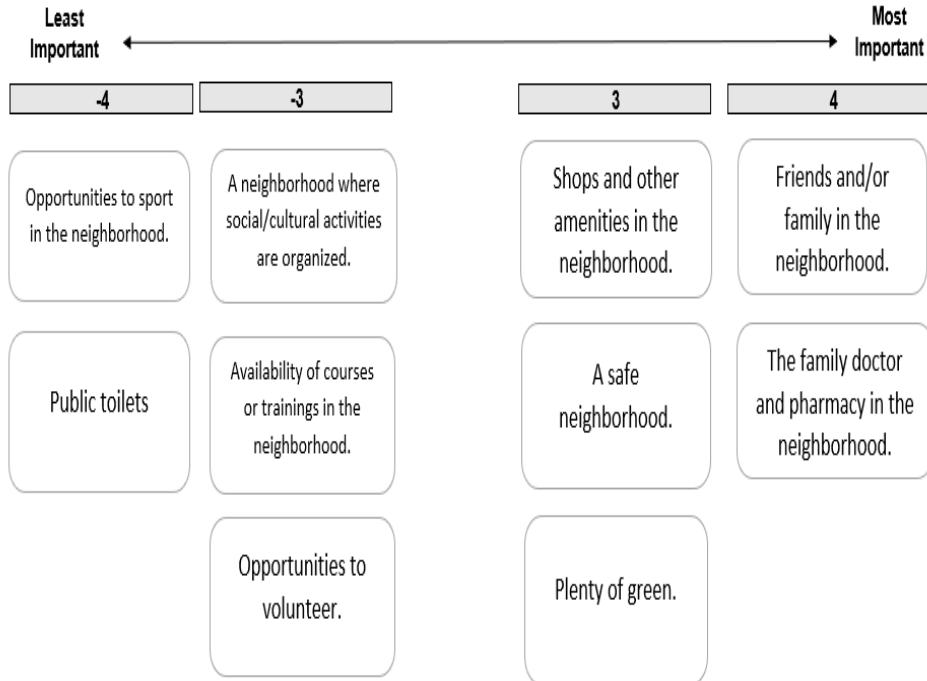 Least
Important
Most
Important
-4
-3
3
4
Opportunities to sport
in the neighborhood.
A neighborhood where
social/cultural activities
are organized.
Shops and other
amenities in the
neighborhood.
Friends and/or
family in the
neighborhood.
Public toilets
Availability of courses
or trainings in the
neighborhood.
A safe
neighborhood.
The family doctor
and pharmacy in the
neighborhood.
Opportunities to
volunteer.
Plenty of green.